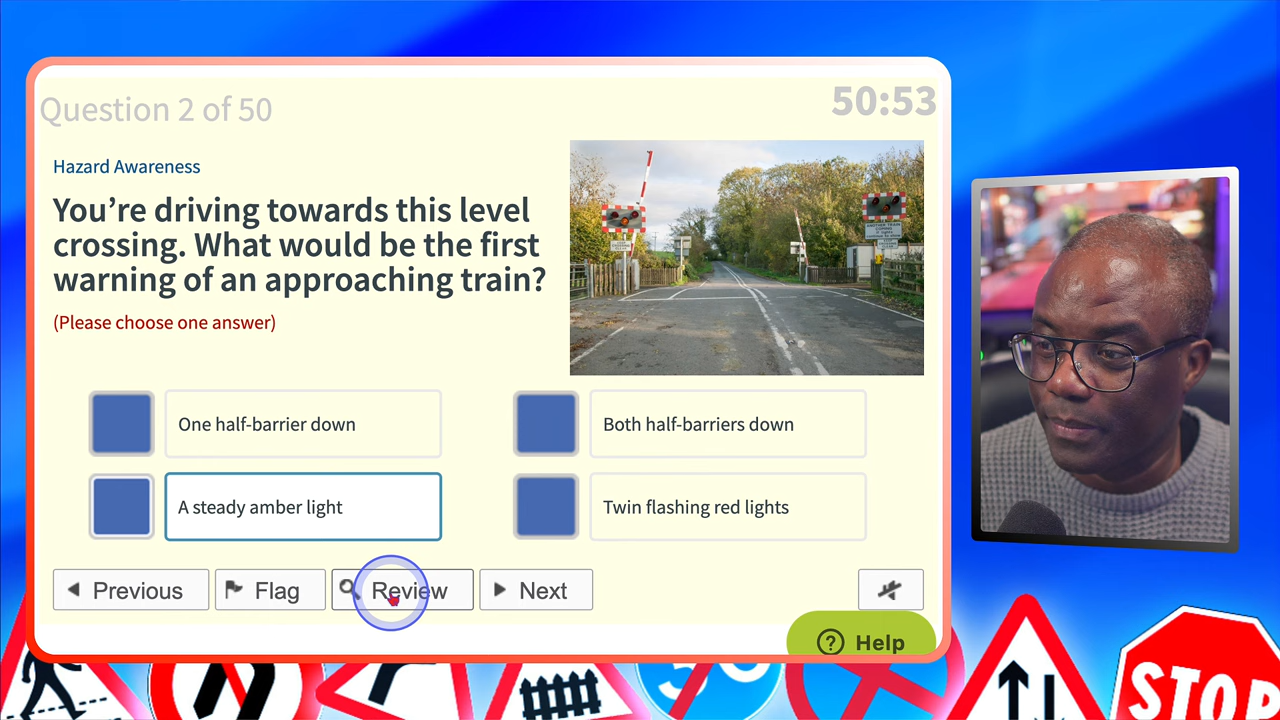 Question 2 of 50
50:53
Hazard Awareness
You’re driving towards this level
crossing. What would be the first
warning of an approaching train?
(Please choose one answer)
One half-barrier down
Both half-barriers down
A steady amber light
Twin flashing red lights
Previous
Flag
Review
Next
? Help
STOP